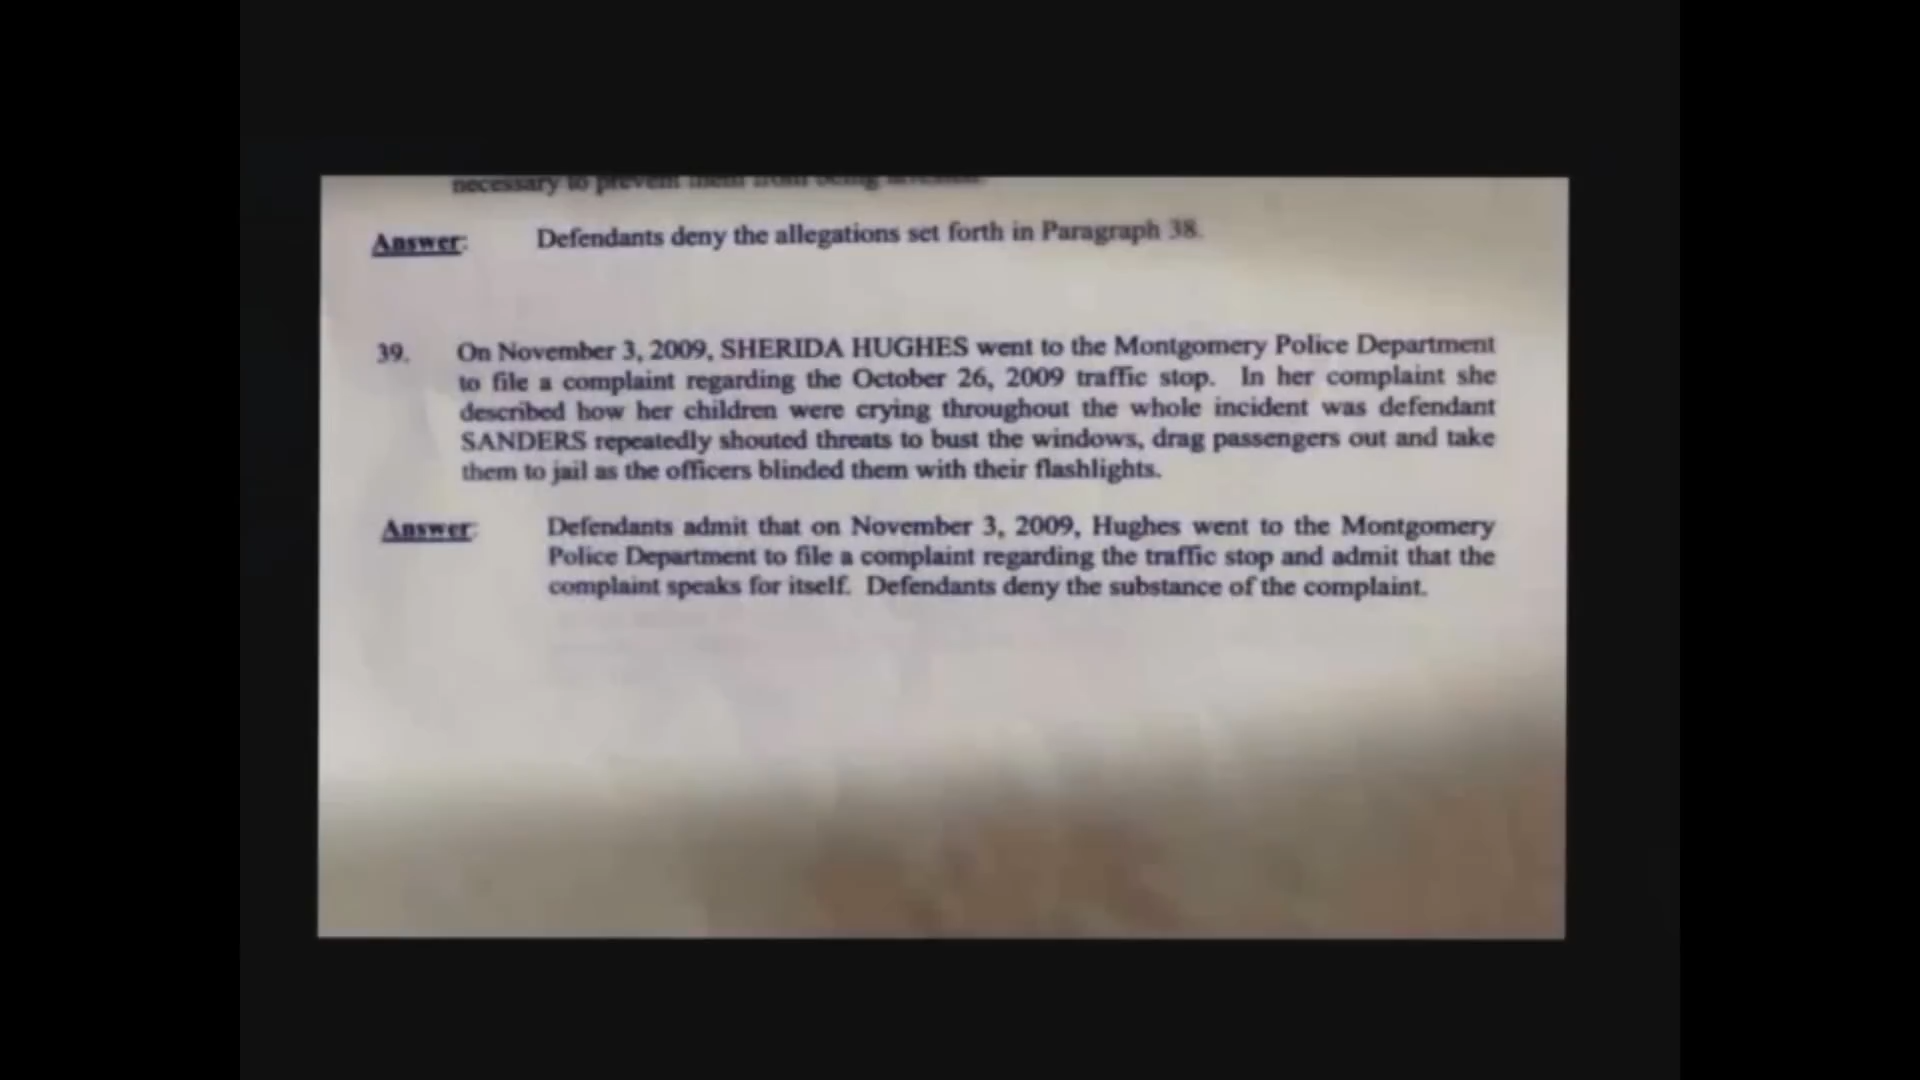 necessary to prevent them from being arrested.
Answer: Defendants deny the allegations set forth in Paragraph 38.
39. On November 3, 2009, SHERIDA HUGHES went to the Montgomery Police Department
to file a complaint regarding the October 26, 2009 traffic stop. In her complaint she
described how her children were crying throughout the whole incident was defendant
SANDERS repeatedly shouted threats to bust the windows, drag passengers out and take
them to jail as the officers blinded them with their flashlights.
Answer: Defendants admit that on November 3, 2009, Hughes went to the Montgomery
Police Department to file a complaint regarding the traffic stop and admit that the
complaint speaks for itself. Defendants deny the substance of the complaint.